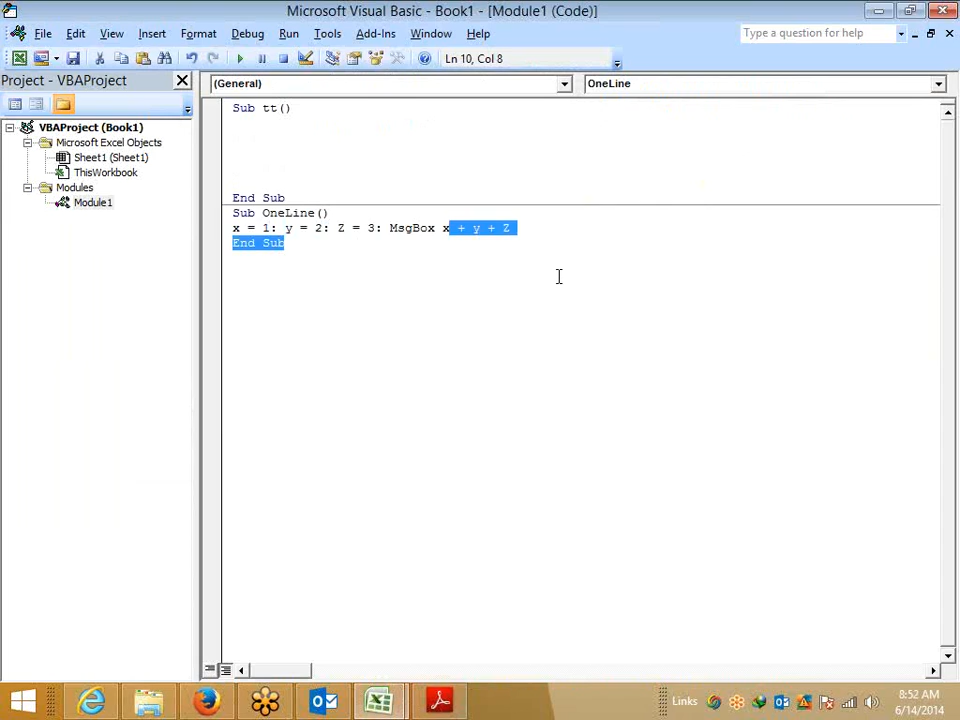 Microsoft Visual Basic - Book1 - [Module1 (Code)]
File Edit View Insert Format Debug Run Tools Add-Ins Window Help
Type a question for help
Ln 10, Col 8
Project - VBAProject
(General)
OneLine
VBAProject (Book1)
Microsoft Excel Objects
Sheet1 (Sheet1)
ThisWorkbook
Modules
Module1
Sub tt()
End Sub
Sub OneLine()
x = 1: y = 2: Z = 3: MsgBox x + y + Z
End Sub
Links
8:52 AM
6/14/2014